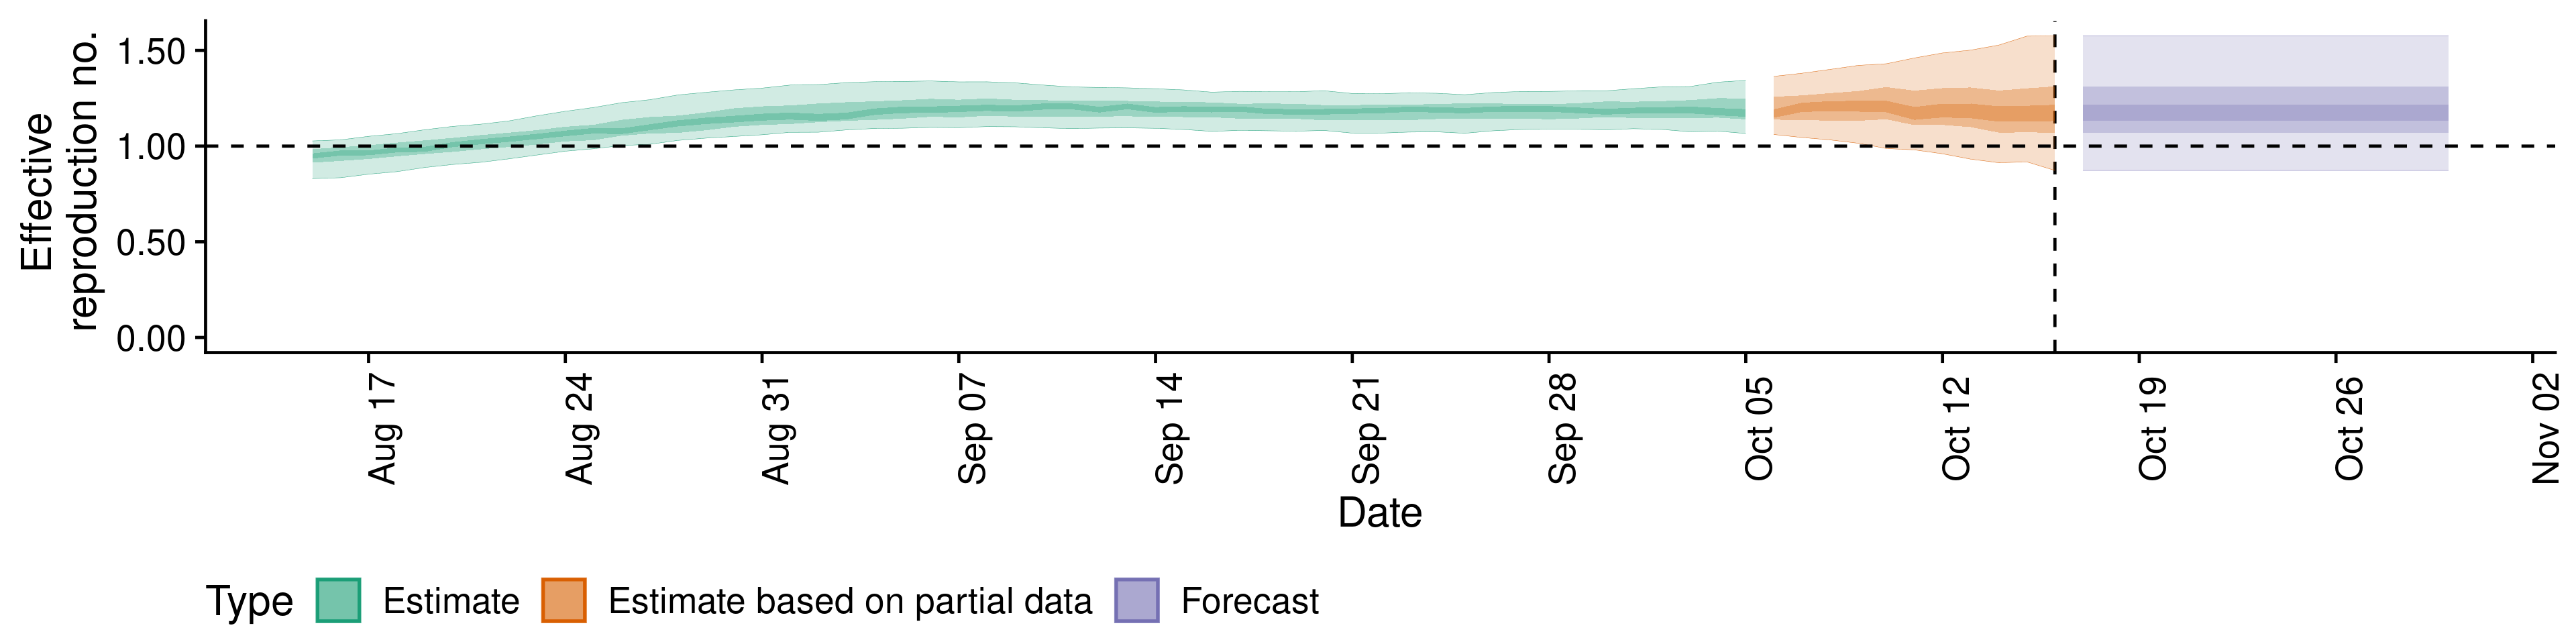 Effective
reproduction no.
1.50
1.00
0.50
0.00
Aug 17
Aug 24
Aug 31
Sep 07
Sep 14
Sep 21
Sep 28
Oct 05
Oct 12
Oct 19
Oct 26
Nov 02
Date
Type Estimate Estimate based on partial data Forecast